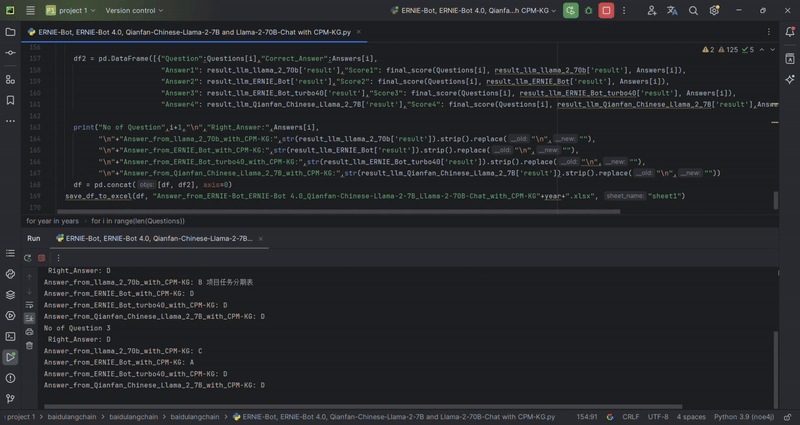 project 1 Version control ERNIE-Bot, ERNIE 4.0, Qianfan...h CPM-KG
ERNIE-Bot, ERNIE-Bot 4.0, Qianfan-Chinese-Llama-2-7B and Llama-2-70B-Chat with CPM-KG.py
2 125 5
156
157 df2 = pd.DataFrame([{"Question":Questions[i],"Correct_Answer":Answers[i],
158 "Answer1": result_llm_llama_2_70b['result'],"Score1": final_score(Questions[i], result_llm_llama_2_70b['result'], Answers[i]),
159 "Answer2": result_llm_ERNIE_Bot['result'],"Score2": final_score(Questions[i], result_llm_ERNIE_Bot['result'], Answers[i]),
160 "Answer3": result_llm_ERNIE_Bot_turbo40['result'],"Score3": final_score(Questions[i], result_llm_ERNIE_Bot_turbo40['result'], Answers[i]),
161 "Answer4": result_llm_Qianfan_Chinese_Llama_2_7B['result'],"Score4": final_score(Questions[i], result_llm_Qianfan_Chinese_Llama_2_7B['result'],Answe
162
163 print("No of Question",i+1,"\n","Right_Answer:",Answers[i],
164 "\n"+"Answer_from_llama_2_70b_with_CPM-KG:",str(result_llm_llama_2_70b['result']).strip().replace( __old: "\n", __new: ""),
165 "\n"+"Answer_from_ERNIE_Bot_with_CPM-KG:",str(result_llm_ERNIE_Bot['result']).strip().replace( __old: "\n", __new: ""),
166 "\n"+"Answer_from_ERNIE_Bot_turbo40_with_CPM-KG:",str(result_llm_ERNIE_Bot_turbo40['result']).strip().replace( __old: "\n", __new: ""),
167 "\n"+"Answer_from_Qianfan_Chinese_Llama_2_7B_with_CPM-KG:",str(result_llm_Qianfan_Chinese_Llama_2_7B['result']).strip().replace( __old: "\n", __new: ""))
168 df = pd.concat( objs: [df, df2], axis=0)
169 save_df_to_excel(df, "Answer_from_ERNIE-Bot_ERNIE-Bot 4.0_Qianfan-Chinese-Llama-2-7B_Llama-2-70B-Chat_with_CPM-KG"+year+".xlsx", sheet_name= "sheet1")
170
for year in years for i in range(len(Questions))
Run ERNIE-Bot, ERNIE-Bot 4.0, Qianfan-Chinese-Llama-2-7B...
Right_Answer: D
Answer_from_llama_2_70b_with_CPM-KG: B 项目任务分期表
Answer_from_ERNIE_Bot_with_CPM-KG: D
Answer_from_ERNIE_Bot_turbo40_with_CPM-KG: D
Answer_from_Qianfan_Chinese_Llama_2_7B_with_CPM-KG: D
No of Question 3
Right_Answer: D
Answer_from_llama_2_70b_with_CPM-KG: C
Answer_from_ERNIE_Bot_with_CPM-KG: A
Answer_from_ERNIE_Bot_turbo40_with_CPM-KG: D
Answer_from_Qianfan_Chinese_Llama_2_7B_with_CPM-KG: D
project 1 baidulangchain baidulangchain baidulangchain ERNIE-Bot, ERNIE-Bot 4.0, Qianfan-Chinese-Llama-2-7B and Llama-2-70B-Chat with CPM-KG.py 154:91 CRLF UTF-8 4 spaces Python 3.9 (noe4j)